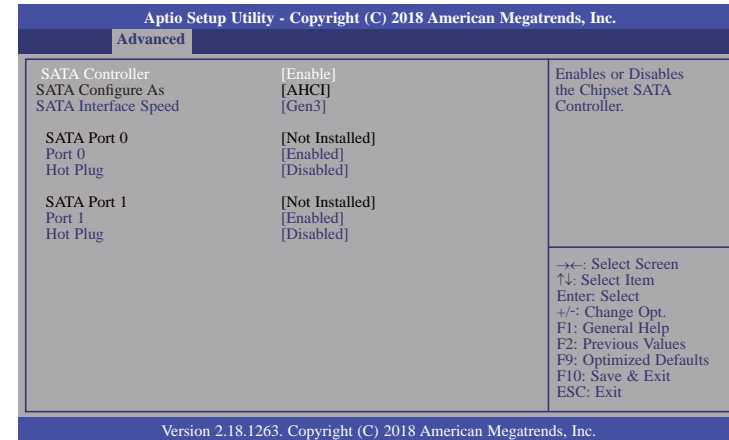 Aptio Setup Utility - Copyright (C) 2018 American Megatrends, Inc.
Advanced
SATA Controller [Enable]
SATA Configure As [AHCI]
SATA Interface Speed [Gen3]
SATA Port 0 [Not Installed]
Port 0 [Enabled]
Hot Plug [Disabled]
SATA Port 1 [Not Installed]
Port 1 [Enabled]
Hot Plug [Disabled]
Enables or Disables
the Chipset SATA
Controller.
→←: Select Screen
↑↓: Select Item
Enter: Select
+/-: Change Opt.
F1: General Help
F2: Previous Values
F9: Optimized Defaults
F10: Save & Exit
ESC: Exit
Version 2.18.1263. Copyright (C) 2018 American Megatrends, Inc.